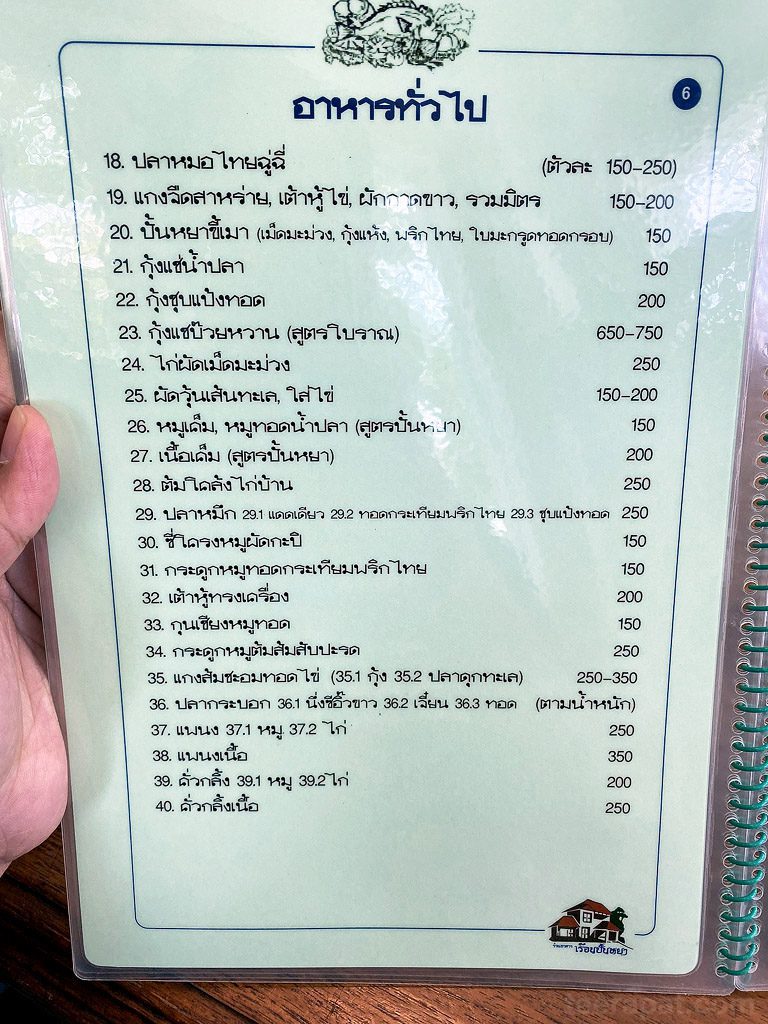 6
อาหารทั่วไป
18. ปลาหมอไทยฉู่ฉี่ (ตัวละ 150-250)
19. แกงจืดสาหร่าย, เต้าหู้ไข่, ผักกาดขาว, รวมมิตร 150-200
20. ปั้นหยาขี้เมา (เม็ดมะม่วง, กุ้งแห้ง, พริกไทย, ใบมะกรูดทอดกรอบ) 150
21. กุ้งแช่น้ำปลา 150
22. กุ้งชุบแป้งทอด 200
23. กุ้งแช่บ๊วยหวาน (สูตรโบราณ) 650-750
24. ไก่ผัดเม็ดมะม่วง 250
25. ผัดวุ้นเส้นทะเล, ใส่ไข่ 150-200
26. หมูเค็ม, หมูทอดน้ำปลา (สูตรปั้นหยา) 150
27. เนื้อเค็ม (สูตรปั้นหยา) 200
28. ต้มโคล้งไก่บ้าน 250
29. ปลาหมึก 29.1 แดดเดียว 29.2 ทอดกระเทียมพริกไทย 29.3 ชุบแป้งทอด 250
30. ซี่โครงหมูผัดกะปิ 150
31. กระดูกหมูทอดกระเทียมพริกไทย 150
32. เต้าหู้ทรงเครื่อง 200
33. กุนเชียงหมูทอด 150
34. กระดูกหมูต้มส้มสับปะรด 250
35. แกงส้มชะอมทอดไข่ (35.1 กุ้ง 35.2 ปลาดุกทะเล) 250-350
36. ปลากระบอก 36.1 นึ่งซีอิ๊วขาว 36.2 เจี๋ยน 36.3 ทอด (ตามน้ำหนัก)
37. แพนง 37.1 หมู 37.2 ไก่ 250
38. แพนงเนื้อ 350
39. คั่วกลิ้ง 39.1 หมู 39.2 ไก่ 200
40. คั่วกลิ้งเนื้อ 250
ร้านอาหาร เรือนปั้นหยา